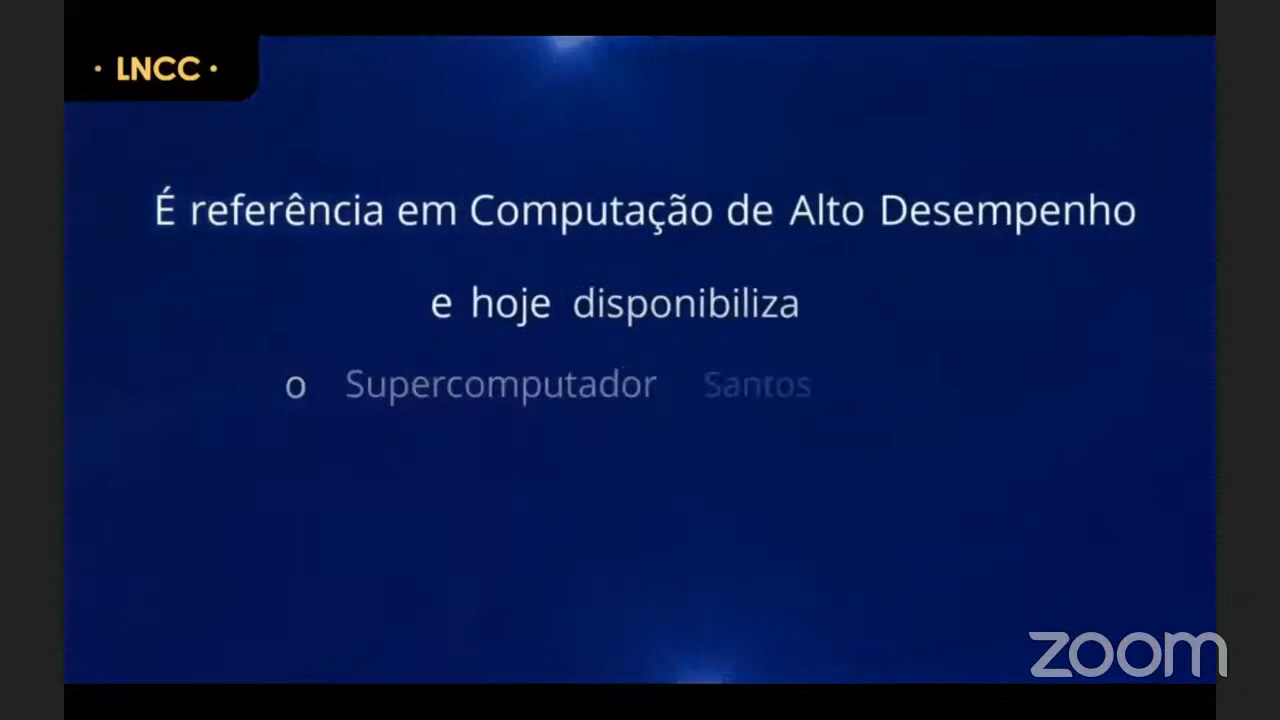 · LNCC ·
É referência em Computação de Alto Desempenho
e hoje disponibiliza
o Supercomputador Santos
zoom